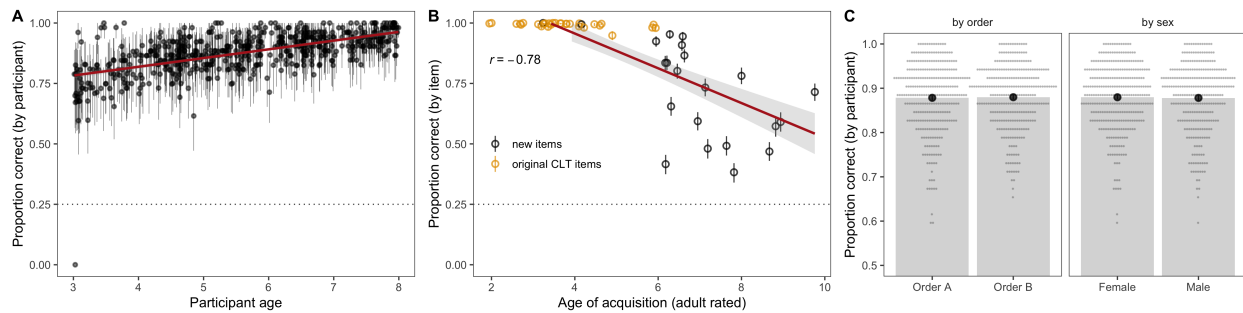 A
Proportion correct (by participant)
1.00
0.75
0.50
0.25
0.00
3
4
5
6
7
8
Participant age
B
Proportion correct (by item)
1.00
0.75
0.50
0.25
0.00
r = −0.78
new items
original CLT items
2
4
6
8
10
Age of acquisition (adult rated)
C
by order
by sex
Proportion correct (by participant)
1.0
0.9
0.8
0.7
0.6
0.5
Order A
Order B
Female
Male